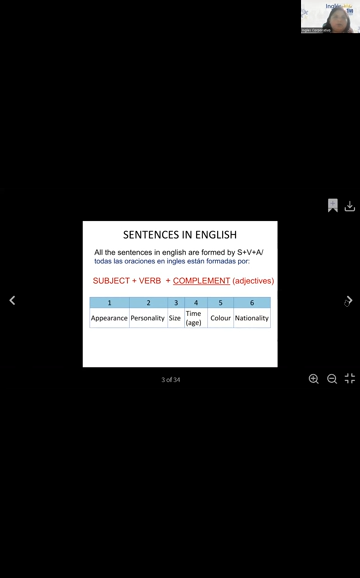 SENTENCES IN ENGLISH
All the sentences in english are formed by S+V+A/
todas las oraciones en ingles están formadas por:
SUBJECT + VERB + COMPLEMENT (adjectives)
1 2 3 4 5 6
Appearance Personality Size Time (age) Colour Nationality
3 of 34